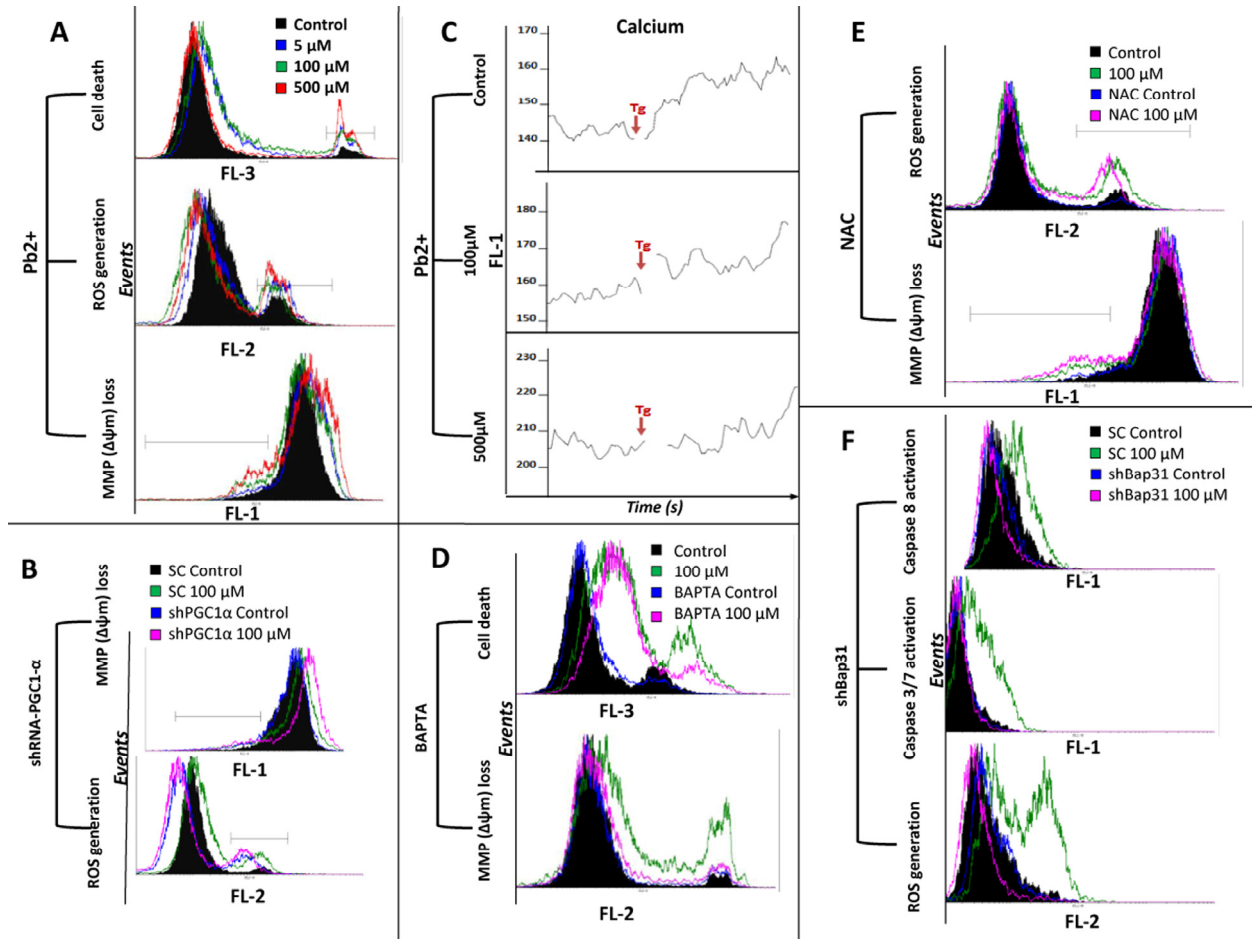 A
Control
5 µM
100 µM
500 µM
Pb2+
Cell death
ROS generation
MMP (Δψm) loss
Events
FL-3
FL-2
FL-1
B
SC Control
SC 100 µM
shPGC1α Control
shPGC1α 100 µM
shRNA-PGC1-α
MMP (Δψm) loss
ROS generation
Events
FL-1
FL-2
C
Calcium
Pb2+
Control
100µM
500µM
FL-1
170
160
150
140
Tg
180
170
160
150
Tg
230
220
210
200
Tg
Time (s)
D
Control
100 µM
BAPTA Control
BAPTA 100 µM
BAPTA
Cell death
MMP (Δψm) loss
Events
FL-3
FL-2
E
Control
100 µM
NAC Control
NAC 100 µM
NAC
ROS generation
MMP (Δψm) loss
Events
FL-2
FL-1
F
SC Control
SC 100 µM
shBap31 Control
shBap31 100 µM
shBap31
Caspase 8 activation
Caspase 3/7 activation
ROS generation
Events
FL-1
FL-1
FL-2